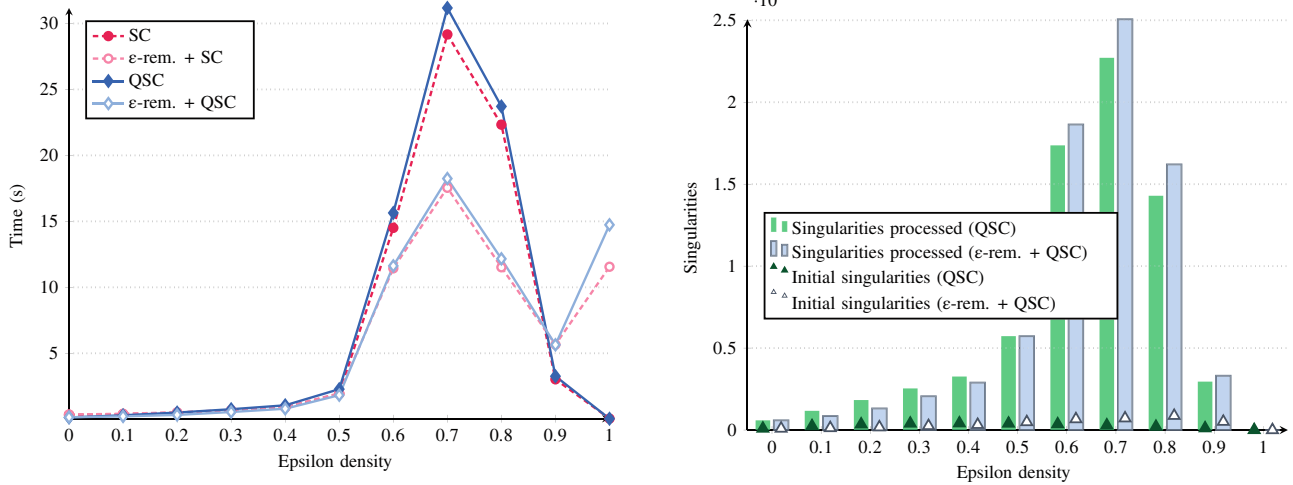 30
25
20
15
10
5
Time (s)
SC
ε-rem. + SC
QSC
ε-rem. + QSC
0 0.1 0.2 0.3 0.4 0.5 0.6 0.7 0.8 0.9 1
Epsilon density
2.5
2
1.5
1
0.5
0
Singularities
Singularities processed (QSC)
Singularities processed (ε-rem. + QSC)
Initial singularities (QSC)
Initial singularities (ε-rem. + QSC)
0 0.1 0.2 0.3 0.4 0.5 0.6 0.7 0.8 0.9 1
Epsilon density